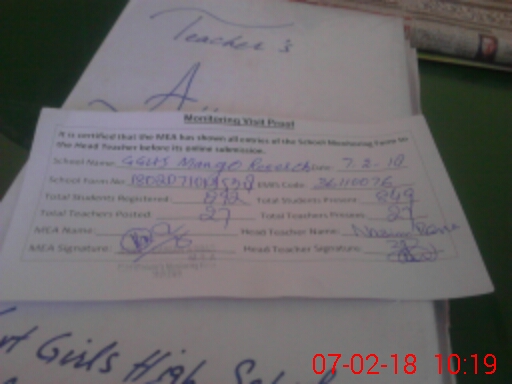 Teacher's
A
Monitoring Visit Proof
It is certified that the MEA has shown all entries of the School Monitoring Form to
the Head Teacher before its online submission.
School Name: GGHS Mango Research Date: 7-2-18
School Form No: EMIS Code: 36110076
Total Students Registered: 892 Total Students Present: 849
Total Teachers Posted: 27 Total Teachers Present: 27
MEA Name: Head Teacher Name:
MEA Signature: Head Teacher Signature:
Girls High
07-02-18 10:19